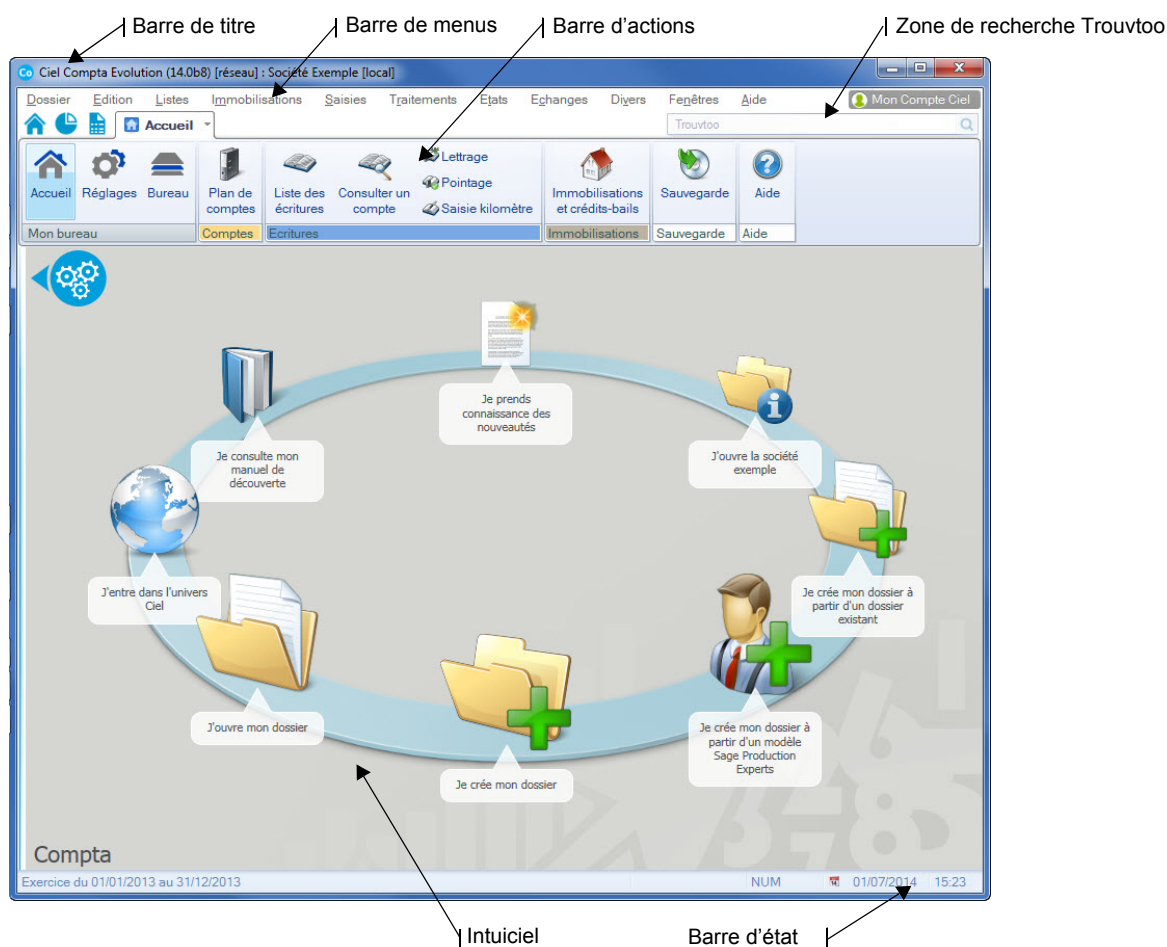 Barre de titre
Barre de menus
Barre d'actions
Zone de recherche Trouvtoo
Co Ciel Compta Evolution (14.0b8) [réseau] : Société Exemple [local]
Dossier Edition Listes Immobilisations Saisies Traitements Etats Echanges Divers Fenêtres Aide Mon Compte Ciel
Accueil Trouvtoo
Accueil
Réglages
Bureau
Plan de
comptes
Liste des
écritures
Consulter un
compte
Lettrage
Pointage
Saisie kilomètre
Immobilisations
et crédits-bails
Sauvegarde
Aide
Mon bureau Comptes Ecritures Immobilisations Sauvegarde Aide
Je prends
connaissance des
nouveautés
Je consulte mon
manuel de
découverte
J'ouvre la société
exemple
J'entre dans l'univers
Ciel
Je crée mon dossier à
partir d'un dossier
existant
J'ouvre mon dossier
Je crée mon dossier à
partir d'un modèle
Sage Production
Experts
Je crée mon dossier
Compta
Exercice du 01/01/2013 au 31/12/2013 NUM 01/07/2014 15:23
Intuiciel
Barre d'état